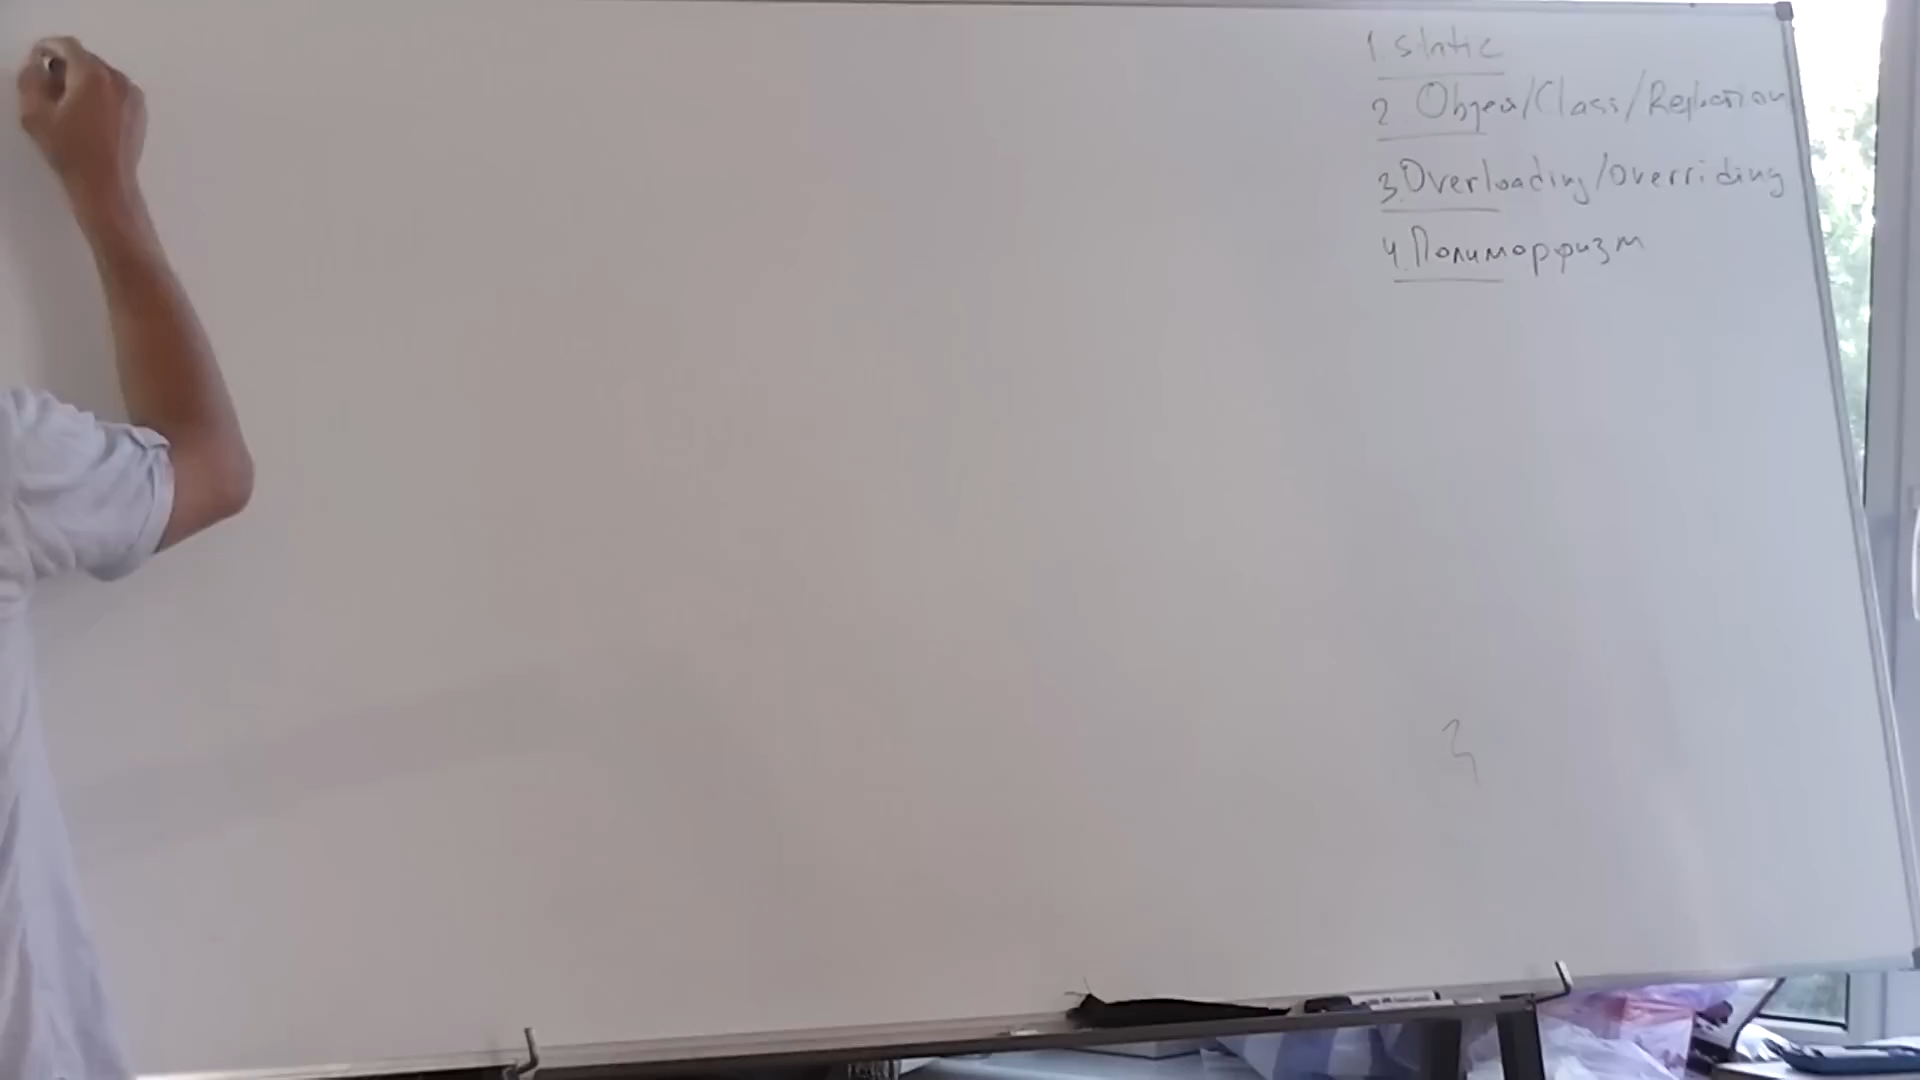 1. static
2. Object/Class/Reflection
3. Overloading/Overriding
4. Полиморфизм